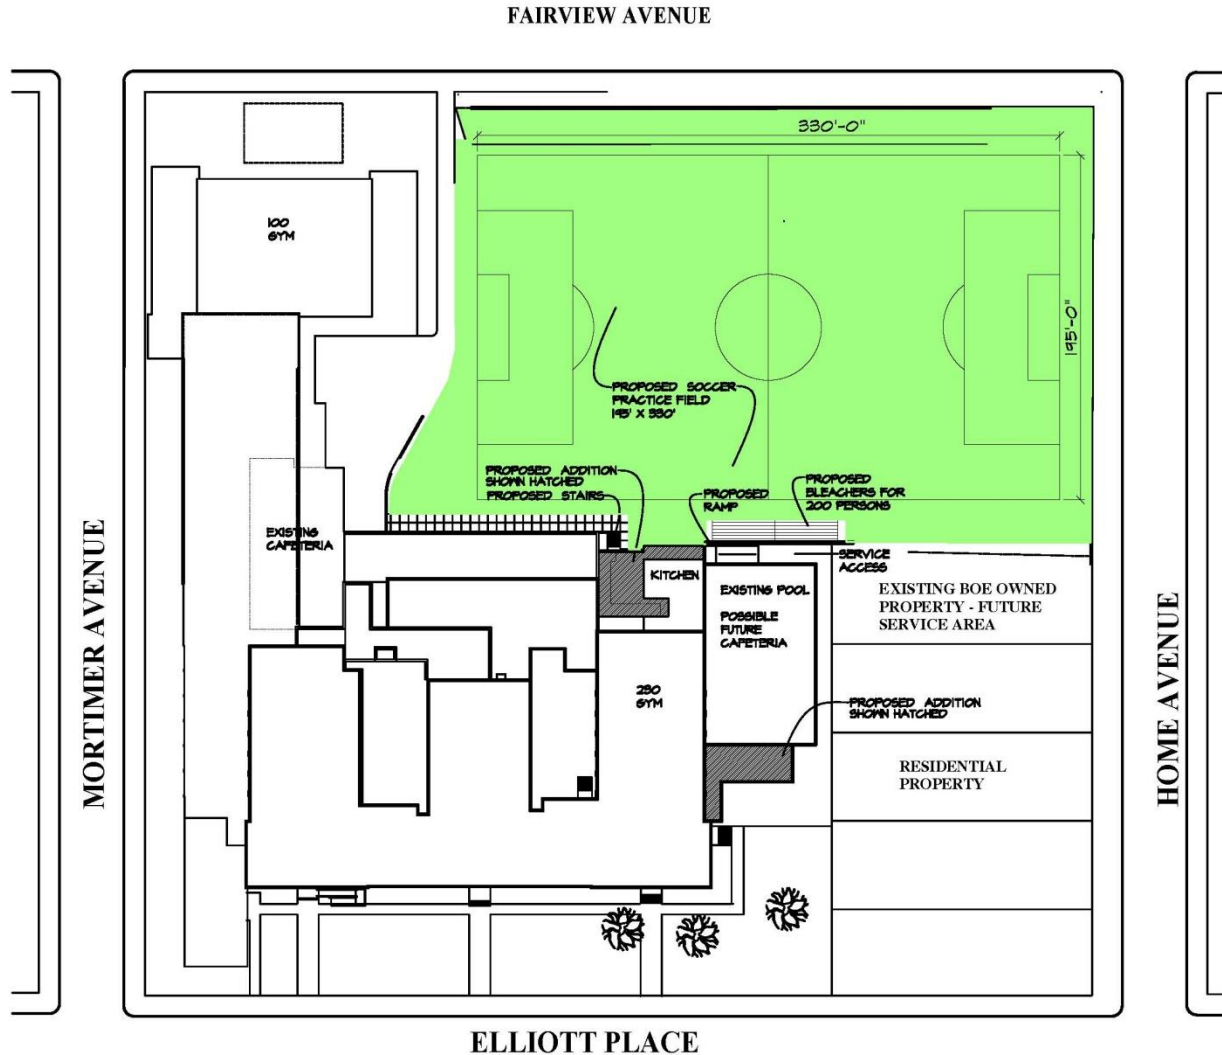 FAIRVIEW AVENUE
330'-0"
100
GYM
195'-0"
PROPOSED SOCCER
PRACTICE FIELD
195' X 330'
PROPOSED ADDITION
SHOWN HATCHED
PROPOSED STAIRS
PROPOSED
RAMP
PROPOSED
BLEACHERS FOR
200 PERSONS
EXISTING
CAFETERIA
SERVICE
ACCESS
KITCHEN
EXISTING POOL
POSSIBLE
FUTURE
CAFETERIA
EXISTING BOE OWNED
PROPERTY - FUTURE
SERVICE AREA
MORTIMER AVENUE
HOME AVENUE
250
GYM
PROPOSED ADDITION
SHOWN HATCHED
RESIDENTIAL
PROPERTY
ELLIOTT PLACE